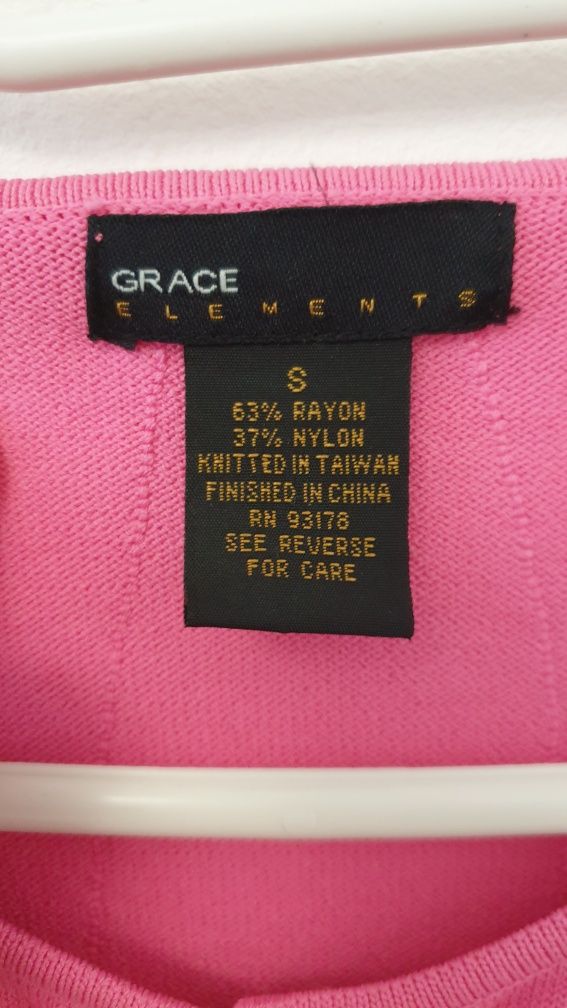 GRACE
ELEMENTS
S
63% RAYON
37% NYLON
KNITTED IN TAIWAN
FINISHED IN CHINA
RN 93178
SEE REVERSE
FOR CARE